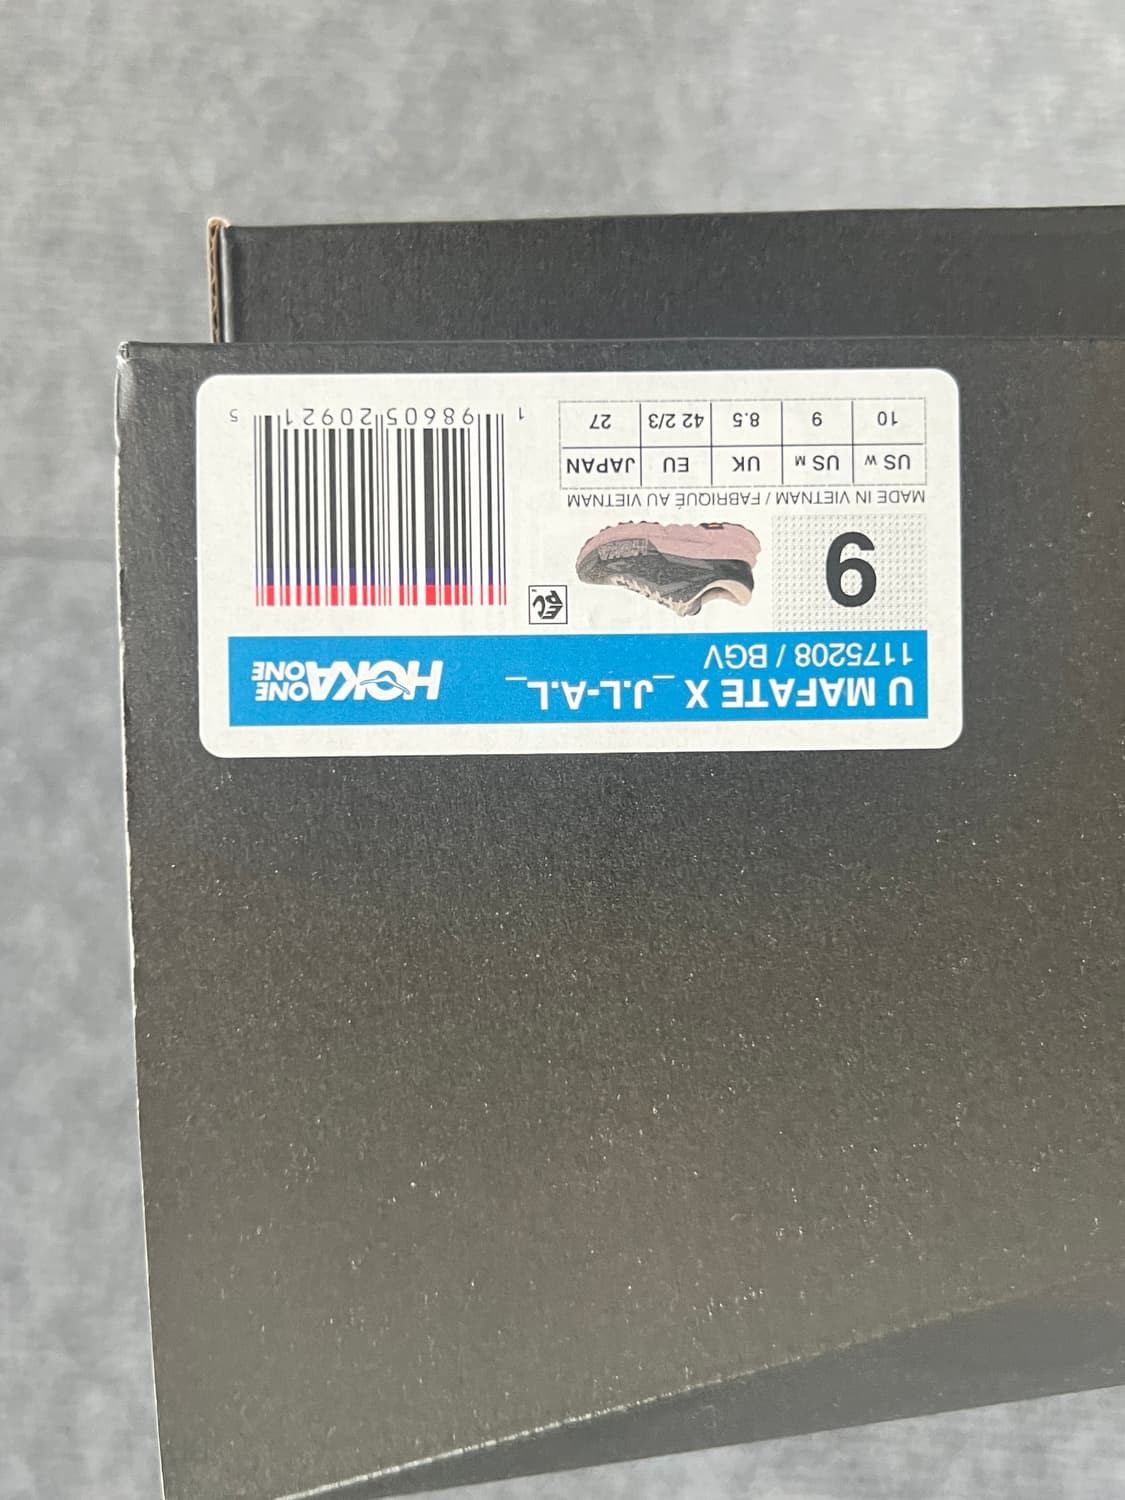 U MAFATE X _J.L-A.L_
1175208 / BGV
HOKA ONE ONE
9
HOKA
MADE IN VIETNAM / FABRIQUÉ AU VIETNAM
US W US M UK EU JAPAN
10 9 8.5 42 2/3 27
1 98605 20921 5